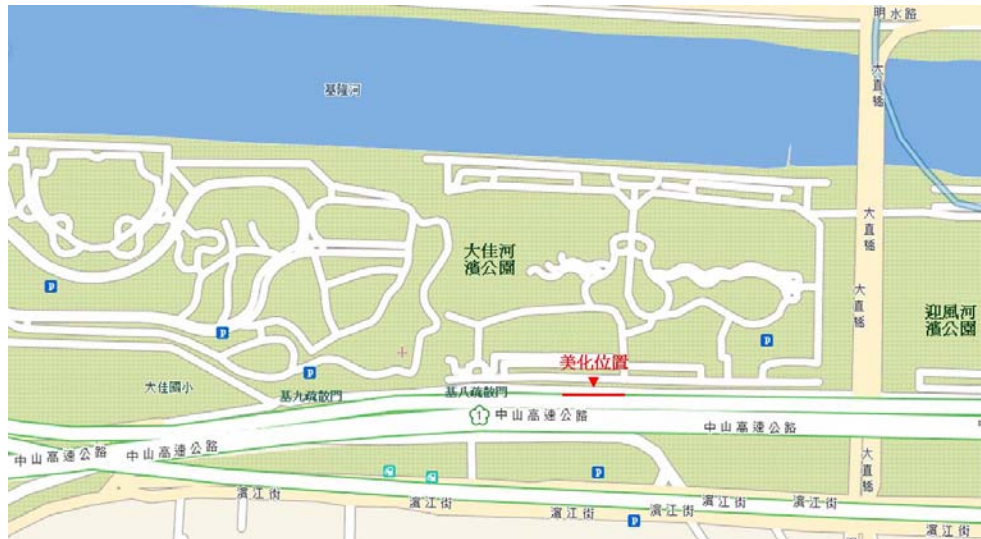 明水路
基隆河
大直橋
大佳河
濱公園
大直橋
P
P
大直橋
迎風河
濱公園
P
P
美化位置
大佳國小
基九疏散門
基八疏散門
1
中山高速公路
中山高速公路
中山高速公路
中山高速公路
大直橋
P
濱江街
濱江街
濱江街
濱江街
濱江街
P
濱江街